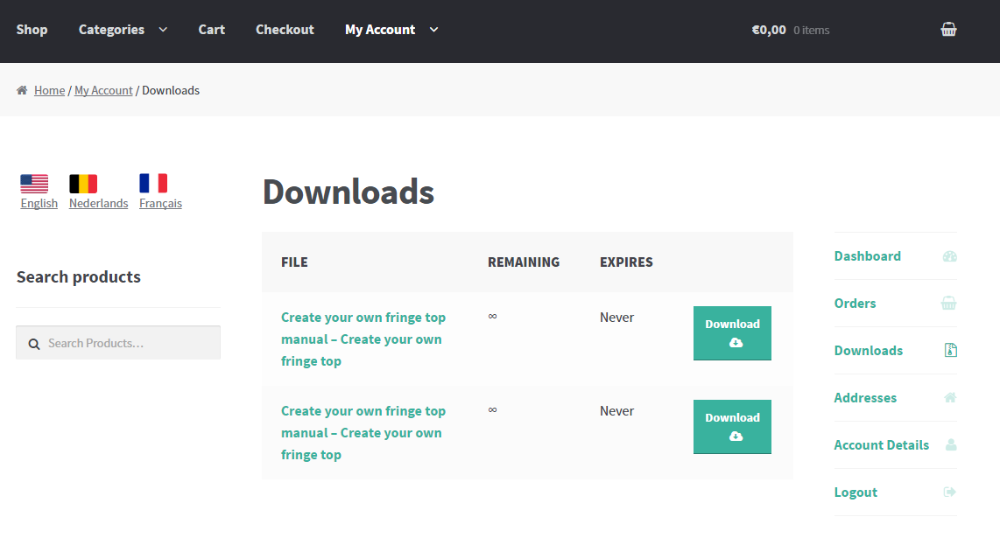 Shop Categories Cart Checkout My Account €0,00 0 items
Home / My Account / Downloads
English Nederlands Français
Search products
Search Products…
Downloads
FILE REMAINING EXPIRES
Create your own fringe top
manual – Create your own
fringe top
∞ Never Download
Create your own fringe top
manual – Create your own
fringe top
∞ Never Download
Dashboard
Orders
Downloads
Addresses
Account Details
Logout